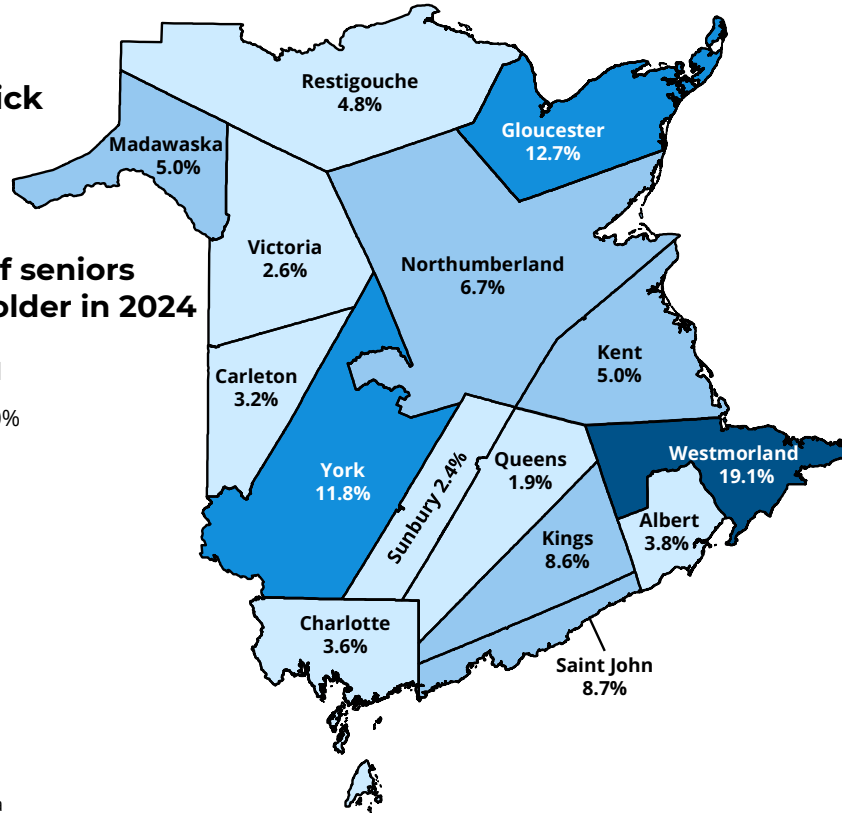 ick
f seniors
older in 2024
0%
Restigouche
4.8%
Gloucester
12.7%
Madawaska
5.0%
Victoria
2.6%
Northumberland
6.7%
Kent
5.0%
Carleton
3.2%
York
11.8%
Sunbury 2.4%
Queens
1.9%
Westmorland
19.1%
Albert
3.8%
Kings
8.6%
Charlotte
3.6%
Saint John
8.7%